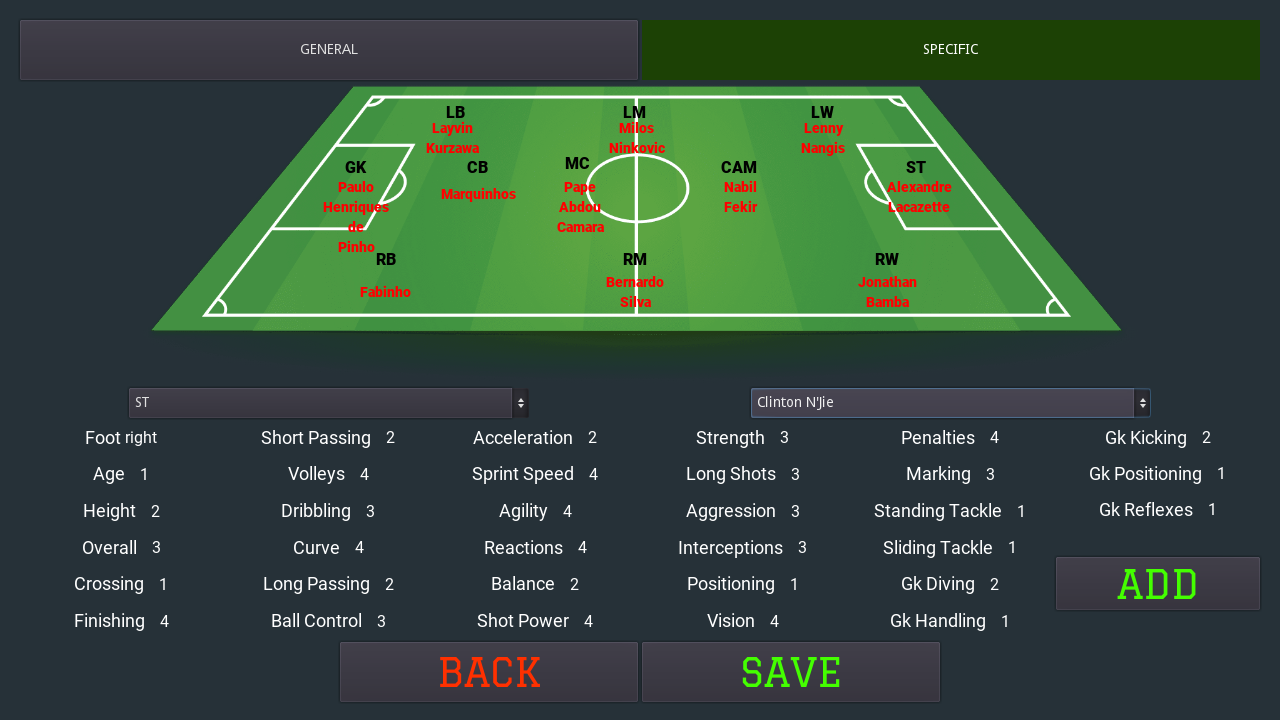 GENERAL
SPECIFIC
LB
Layvin
Kurzawa
LM
Milos
Ninkovic
LW
Lenny
Nangis
GK
Paulo
Henriques
de
Pinho
CB
Marquinhos
MC
Pape
Abdou
Camara
CAM
Nabil
Fekir
ST
Alexandre
Lacazette
RB
Fabinho
RM
Bernardo
Silva
RW
Jonathan
Bamba
ST
Clinton N'Jie
Foot right
Short Passing 2
Acceleration 2
Strength 3
Penalties 4
Gk Kicking 2
Age 1
Volleys 4
Sprint Speed 4
Long Shots 3
Marking 3
Gk Positioning 1
Height 2
Dribbling 3
Agility 4
Aggression 3
Standing Tackle 1
Gk Reflexes 1
Overall 3
Curve 4
Reactions 4
Interceptions 3
Sliding Tackle 1
Crossing 1
Long Passing 2
Balance 2
Positioning 1
Gk Diving 2
ADD
Finishing 4
Ball Control 3
Shot Power 4
Vision 4
Gk Handling 1
BACK
SAVE